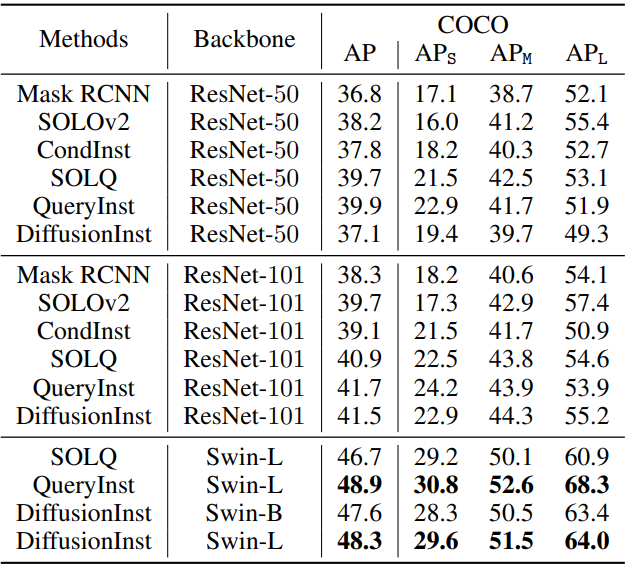 Methods Backbone COCO
AP APS APM APL
Mask RCNN ResNet-50 36.8 17.1 38.7 52.1
SOLOv2 ResNet-50 38.2 16.0 41.2 55.4
CondInst ResNet-50 37.8 18.2 40.3 52.7
SOLQ ResNet-50 39.7 21.5 42.5 53.1
QueryInst ResNet-50 39.9 22.9 41.7 51.9
DiffusionInst ResNet-50 37.1 19.4 39.7 49.3
Mask RCNN ResNet-101 38.3 18.2 40.6 54.1
SOLOv2 ResNet-101 39.7 17.3 42.9 57.4
CondInst ResNet-101 39.1 21.5 41.7 50.9
SOLQ ResNet-101 40.9 22.5 43.8 54.6
QueryInst ResNet-101 41.7 24.2 43.9 53.9
DiffusionInst ResNet-101 41.5 22.9 44.3 55.2
SOLQ Swin-L 46.7 29.2 50.1 60.9
QueryInst Swin-L 48.9 30.8 52.6 68.3
DiffusionInst Swin-B 47.6 28.3 50.5 63.4
DiffusionInst Swin-L 48.3 29.6 51.5 64.0